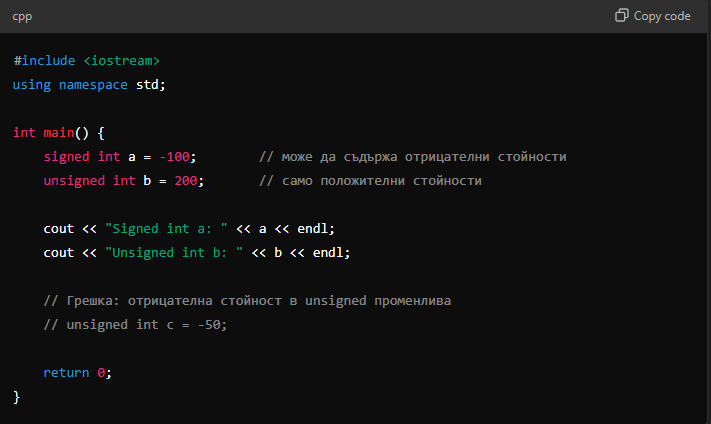 cpp
Copy code
#include <iostream>
using namespace std;
int main() {
signed int a = -100; // може да съдържа отрицателни стойности
unsigned int b = 200; // само положителни стойности
cout << "Signed int a: " << a << endl;
cout << "Unsigned int b: " << b << endl;
// Грешка: отрицателна стойност в unsigned променлива
// unsigned int c = -50;
return 0;
}